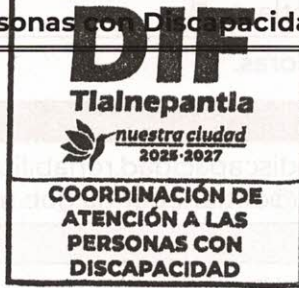 sonas con Discapacida
DIF
Tlalnepantla
nuestra ciudad
2025-2027
COORDINACIÓN DE
ATENCIÓN A LAS
PERSONAS CON
DISCAPACIDAD